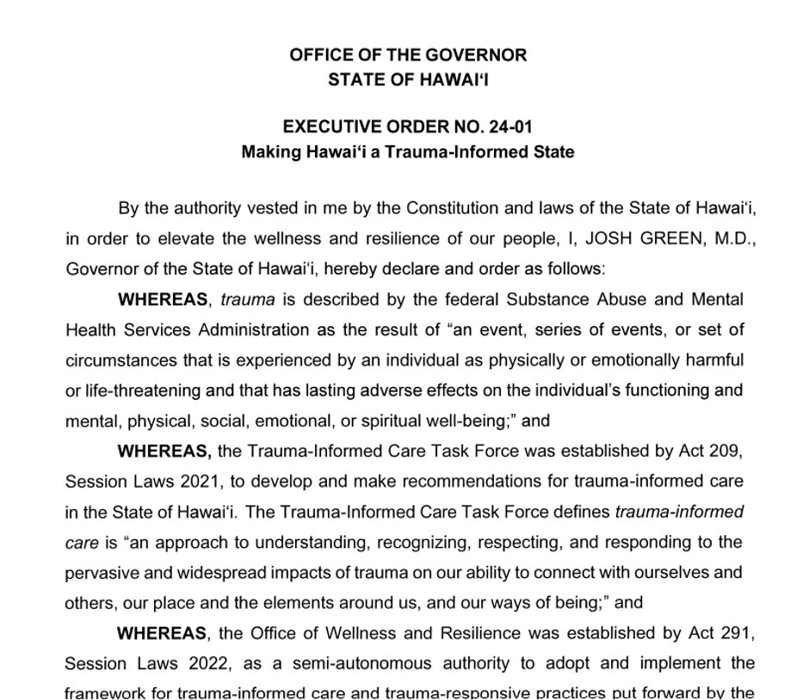 OFFICE OF THE GOVERNOR
STATE OF HAWAIʻI
EXECUTIVE ORDER NO. 24-01
Making Hawaiʻi a Trauma-Informed State
By the authority vested in me by the Constitution and laws of the State of Hawaiʻi,
in order to elevate the wellness and resilience of our people, I, JOSH GREEN, M.D.,
Governor of the State of Hawaiʻi, hereby declare and order as follows:
WHEREAS, trauma is described by the federal Substance Abuse and Mental
Health Services Administration as the result of “an event, series of events, or set of
circumstances that is experienced by an individual as physically or emotionally harmful
or life-threatening and that has lasting adverse effects on the individual’s functioning and
mental, physical, social, emotional, or spiritual well-being;” and
WHEREAS, the Trauma-Informed Care Task Force was established by Act 209,
Session Laws 2021, to develop and make recommendations for trauma-informed care
in the State of Hawaiʻi. The Trauma-Informed Care Task Force defines trauma-informed
care is “an approach to understanding, recognizing, respecting, and responding to the
pervasive and widespread impacts of trauma on our ability to connect with ourselves and
others, our place and the elements around us, and our ways of being;” and
WHEREAS, the Office of Wellness and Resilience was established by Act 291,
Session Laws 2022, as a semi-autonomous authority to adopt and implement the
framework for trauma-informed care and trauma-responsive practices put forward by the